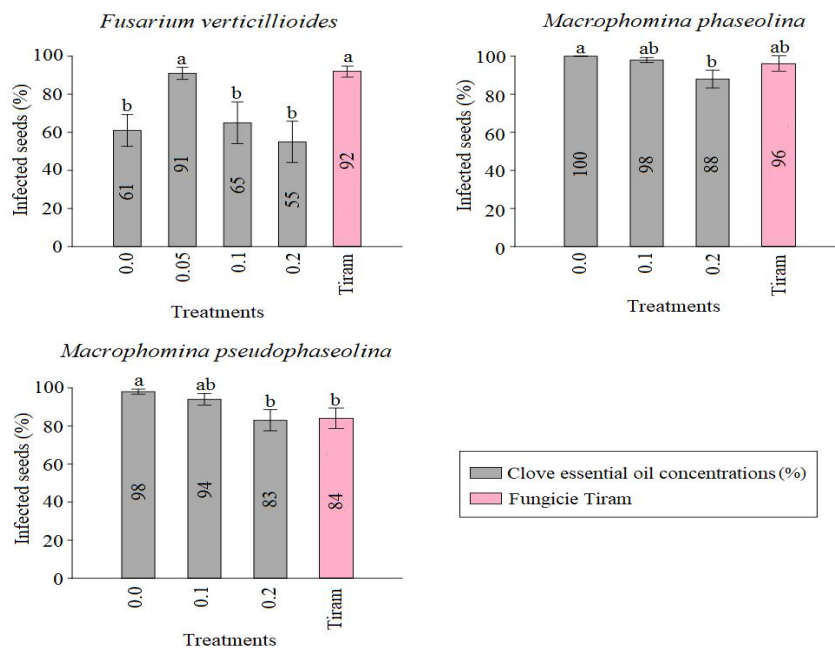 Fusarium verticillioides
a
a
b
b
b
100
80
60
40
20
0
Infected seeds (%)
61
91
65
55
92
0.0
0.05
0.1
0.2
Tiram
Treatments
Macrophomina phaseolina
a
ab
b
ab
100
80
60
40
20
0
Infected seeds (%)
100
98
88
96
0.0
0.1
0.2
Tiram
Treatments
Macrophomina pseudophaseolina
a
ab
b
b
100
80
60
40
20
0
Infected seeds (%)
98
94
83
84
0.0
0.1
0.2
Tiram
Treatments
Clove essential oil concentrations (%)
Fungicie Tiram